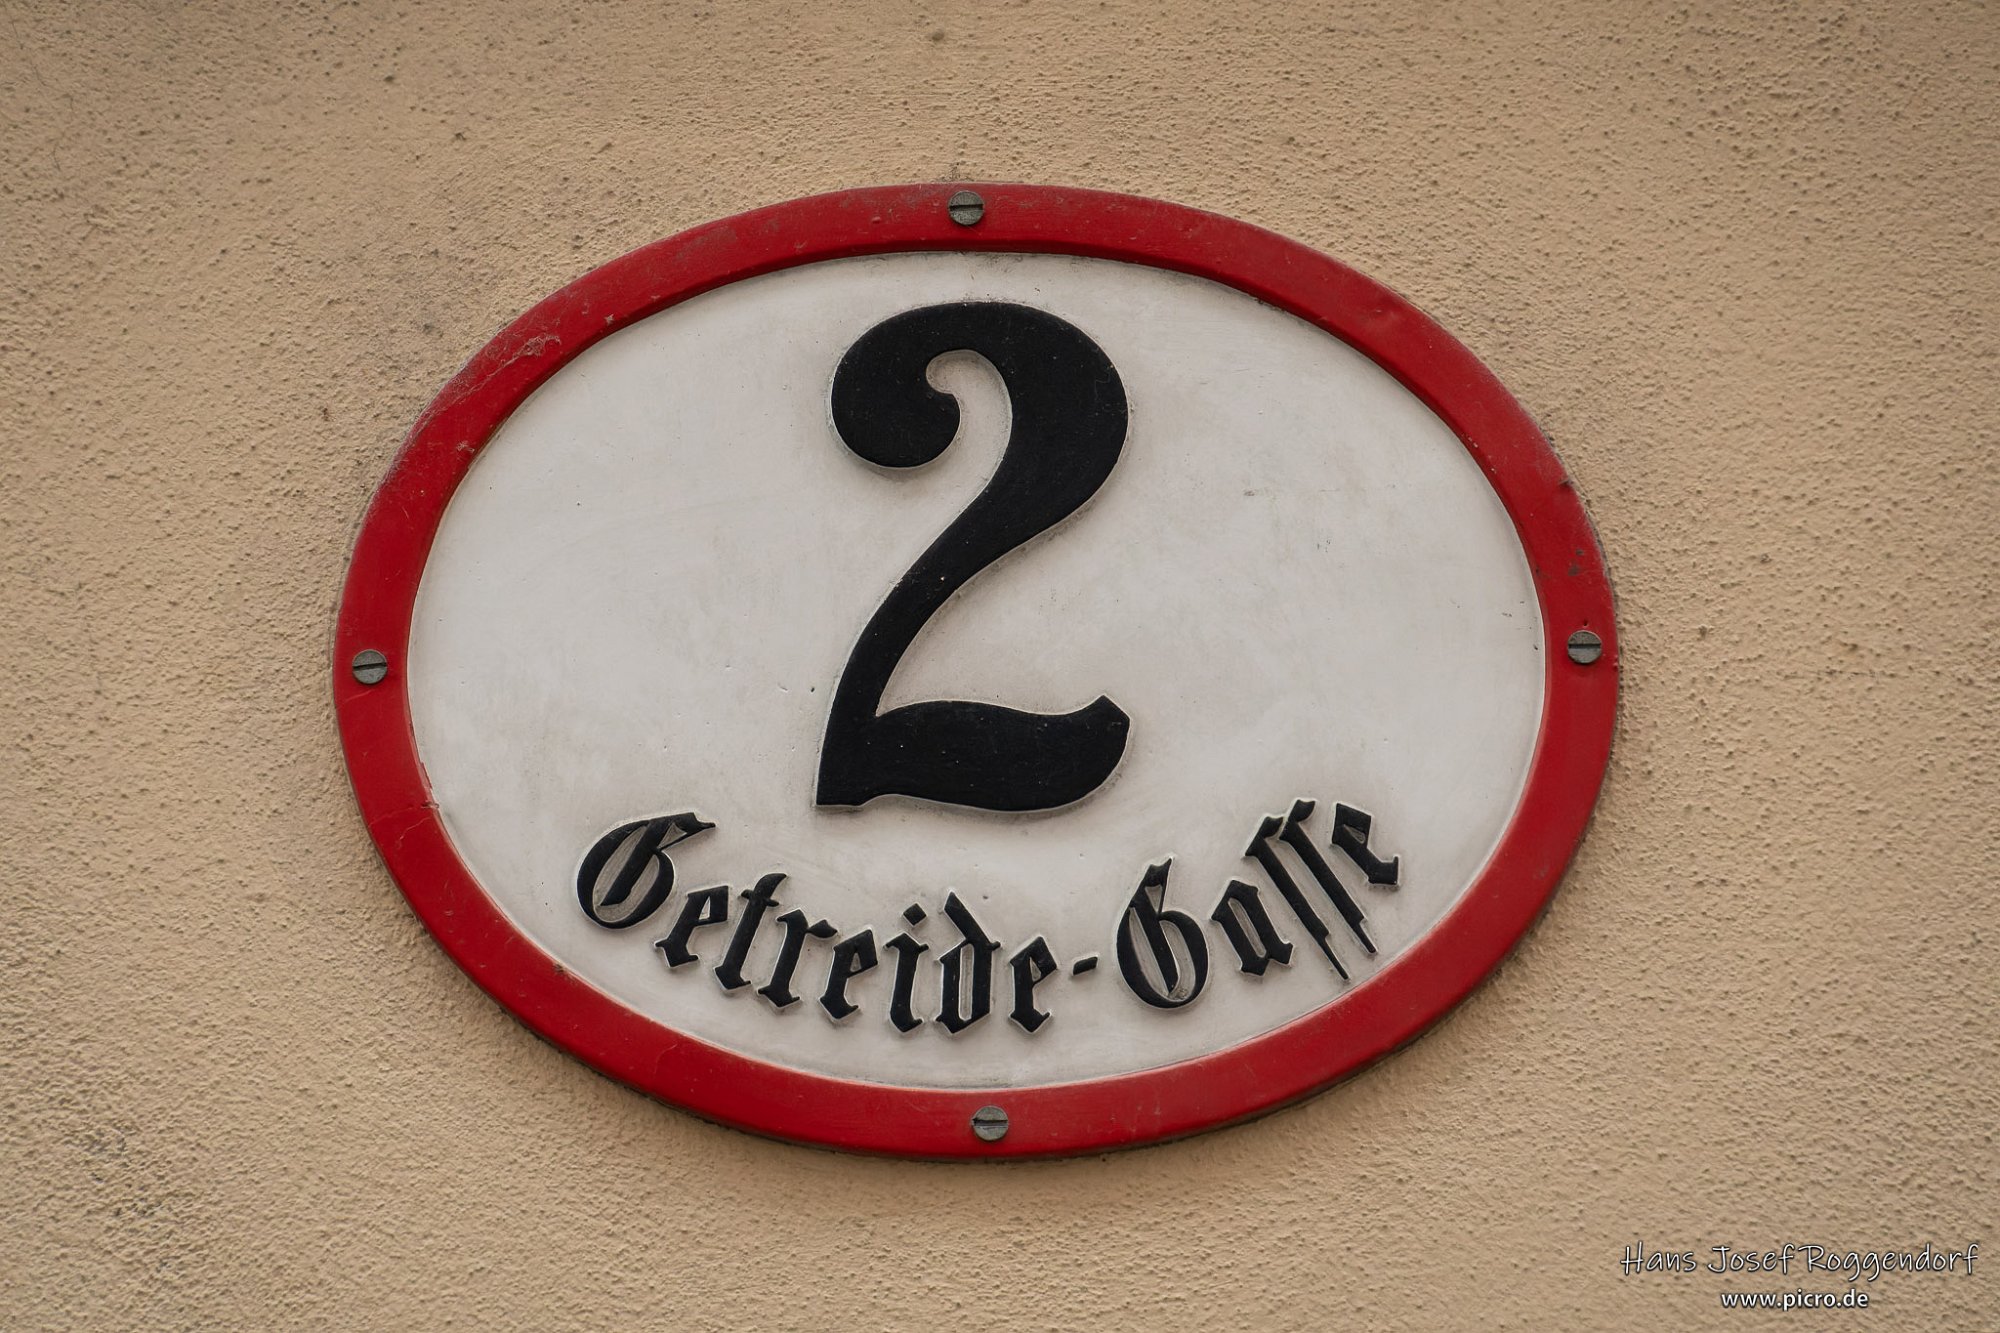 2
Getreide-Gasse
Hans Josef Roggendorf
www.picro.de